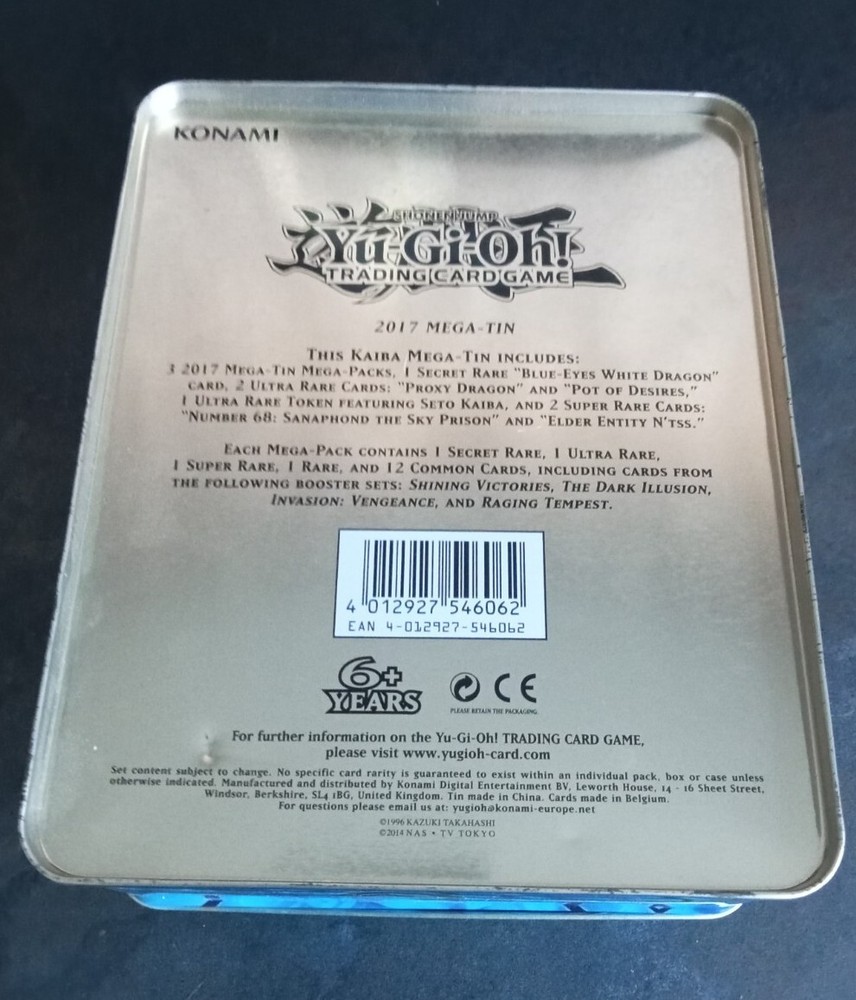 KONAMI
SHONEN JUMP
Yu-Gi-Oh!
TRADING CARD GAME
2017 MEGA-TIN
THIS KAIBA MEGA-TIN INCLUDES:
3 2017 MEGA-TIN MEGA-PACKS, 1 SECRET RARE "BLUE-EYES WHITE DRAGON"
CARD, 2 ULTRA RARE CARDS: "PROXY DRAGON" AND "POT OF DESIRES,"
1 ULTRA RARE TOKEN FEATURING SETO KAIBA, AND 2 SUPER RARE CARDS:
"NUMBER 68: SANAPHOND THE SKY PRISON" AND "ELDER ENTITY N'TSS."
EACH MEGA-PACK CONTAINS 1 SECRET RARE, 1 ULTRA RARE,
1 SUPER RARE, 1 RARE, AND 12 COMMON CARDS, INCLUDING CARDS FROM
THE FOLLOWING BOOSTER SETS: SHINING VICTORIES, THE DARK ILLUSION,
INVASION: VENGEANCE, AND RAGING TEMPEST.
4 012927 546062
EAN 4-012927-546062
6+
YEARS
CE
PLEASE RETAIN THE PACKAGING
For further information on the Yu-Gi-Oh! TRADING CARD GAME,
please visit www.yugioh-card.com
Set content subject to change. No specific card rarity is guaranteed to exist within an individual pack, box or case unless
otherwise indicated. Manufactured and distributed by Konami Digital Entertainment BV, Leworth House, 14 - 16 Sheet Street,
Windsor, Berkshire, SL4 1BG, United Kingdom. Tin made in China. Cards made in Belgium.
For questions please email us at: yugioh@konami-europe.net
©1996 KAZUKI TAKAHASHI
©2014 NAS • TV TOKYO